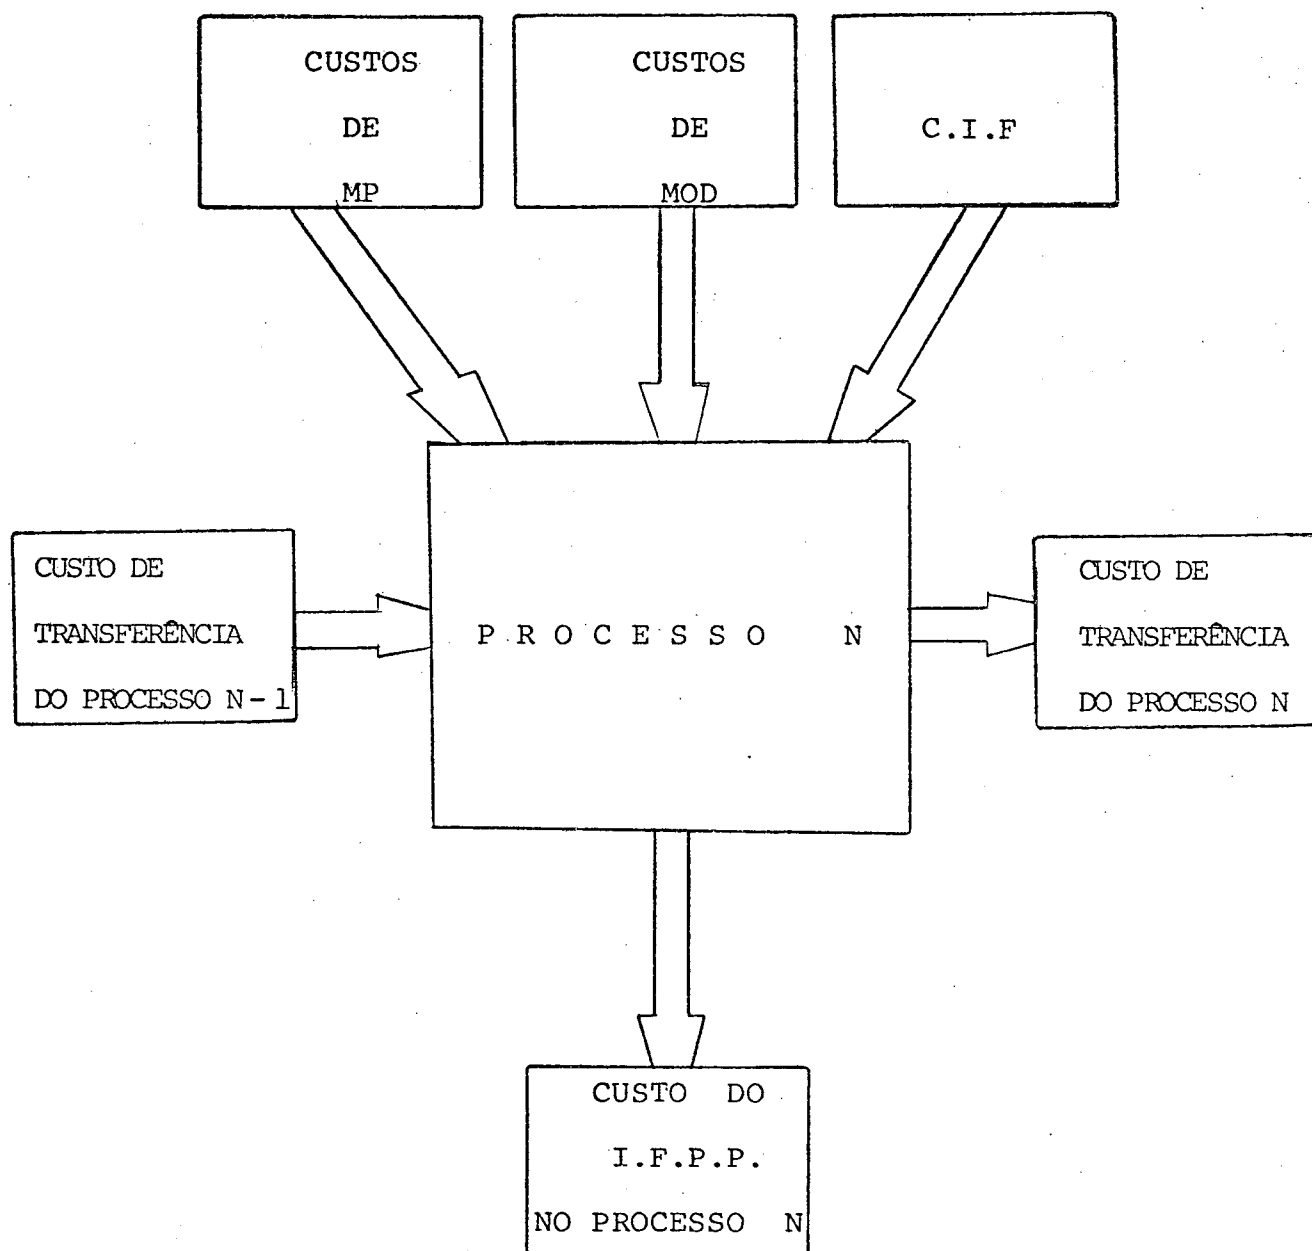 CUSTOS
DE
MP
CUSTOS
DE
MOD
C.I.F
CUSTO DE
TRANSFERÊNCIA
DO PROCESSO N-1
PROCESSO N
CUSTO DE
TRANSFERÊNCIA
DO PROCESSO N
CUSTO DO
I.F.P.P.
NO PROCESSO N